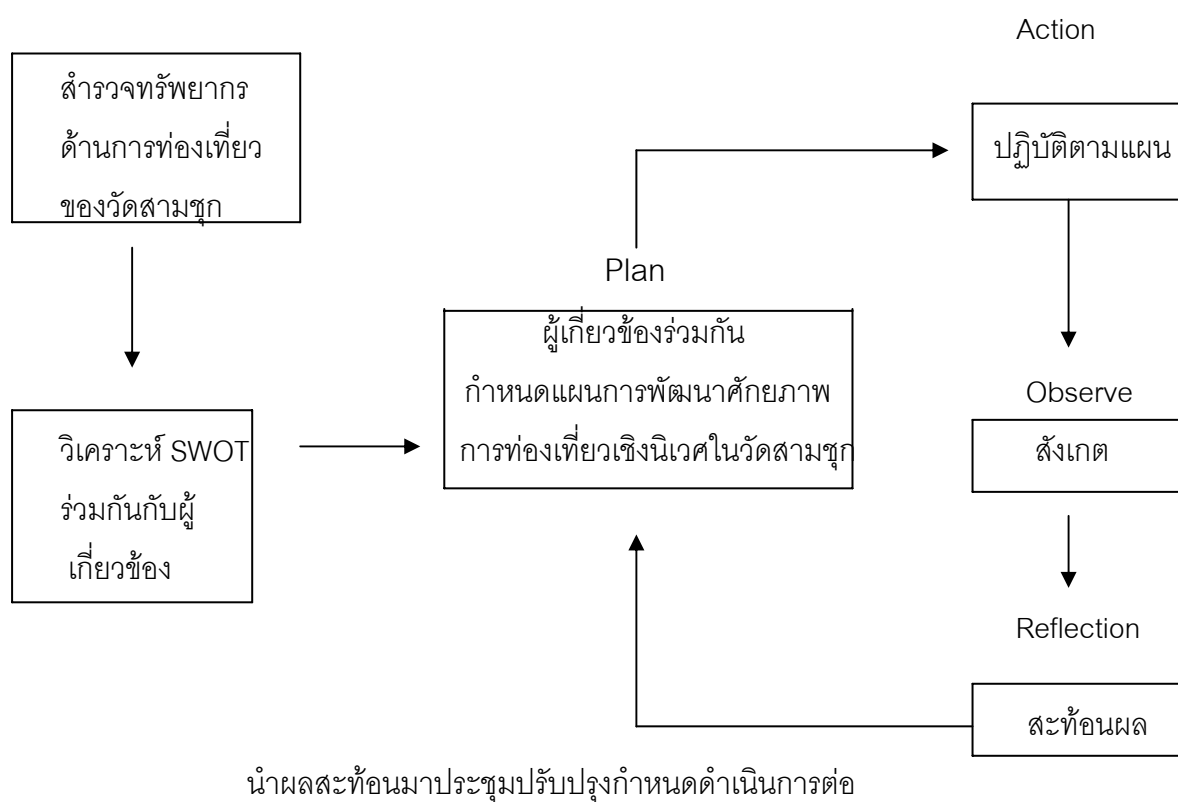 สำรวจทรัพยากร
ด้านการท่องเที่ยว
ของวัดสามชุก
วิเคราะห์ SWOT
ร่วมกันกับผู้
เกี่ยวข้อง
Plan
ผู้เกี่ยวข้องร่วมกัน
กำหนดแผนการพัฒนาศักยภาพ
การท่องเที่ยวเชิงนิเวศในวัดสามชุก
Action
ปฏิบัติตามแผน
Observe
สังเกต
Reflection
สะท้อนผล
นำผลสะท้อนมาประชุมปรับปรุงกำหนดดำเนินการต่อ